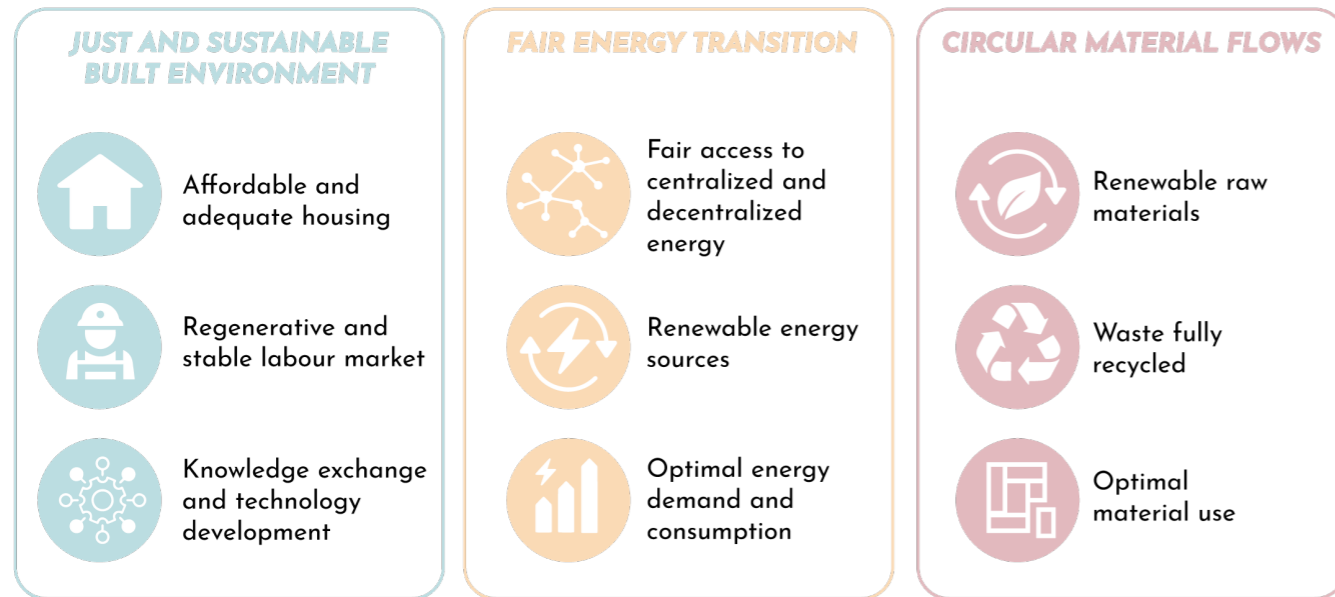 JUST AND SUSTAINABLE
BUILT ENVIRONMENT
Affordable and
adequate housing
Regenerative and
stable labour market
Knowledge exchange
and technology
development
FAIR ENERGY TRANSITION
Fair access to
centralized and
decentralized
energy
Renewable energy
sources
Optimal energy
demand and
consumption
CIRCULAR MATERIAL FLOWS
Renewable raw
materials
Waste fully
recycled
Optimal
material use